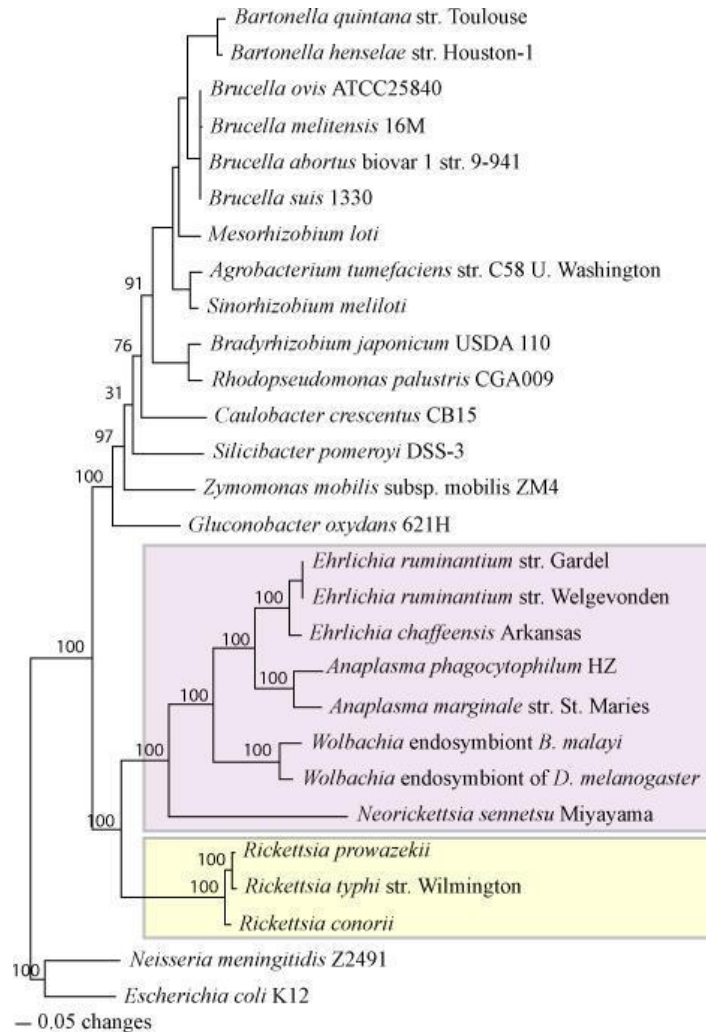 Bartonella quintana str. Toulouse
Bartonella henselae str. Houston-1
Brucella ovis ATCC25840
Brucella melitensis 16M
Brucella abortus biovar 1 str. 9-941
Brucella suis 1330
Mesorhizobium loti
Agrobacterium tumefaciens str. C58 U. Washington
Sinorhizobium meliloti
91
Bradyrhizobium japonicum USDA 110
76
Rhodopseudomonas palustris CGA009
31
Caulobacter crescentus CB15
97
Silicibacter pomeroyi DSS-3
100
Zymomonas mobilis subsp. mobilis ZM4
Gluconobacter oxydans 621H
Ehrlichia ruminantium str. Gardel
100
Ehrlichia ruminantium str. Welgevonden
100
Ehrlichia chaffeensis Arkansas
100
Anaplasma phagocytophilum HZ
100
100
Anaplasma marginale str. St. Maries
Wolbachia endosymbiont B. malayi
100
100
Wolbachia endosymbiont of D. melanogaster
Neorickettsia sennetsu Miyayama
100
Rickettsia prowazekii
100
100
Rickettsia typhi str. Wilmington
Rickettsia conorii
Neisseria meningitidis Z2491
100
Escherichia coli K12
0.05 changes